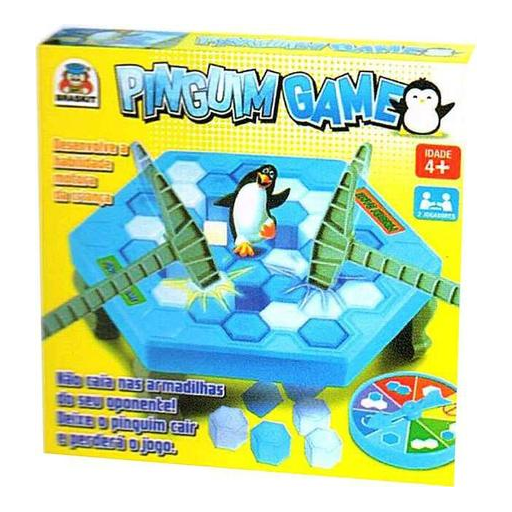 PINGUIM GAME
BRASKIT
Desenvolve a
habilidade
motora
da criança
IDADE
4+
2 JOGADORES
Não caia nas armadilhas
do seu oponente!
Deixe o pinguim cair
e perderá o jogo.